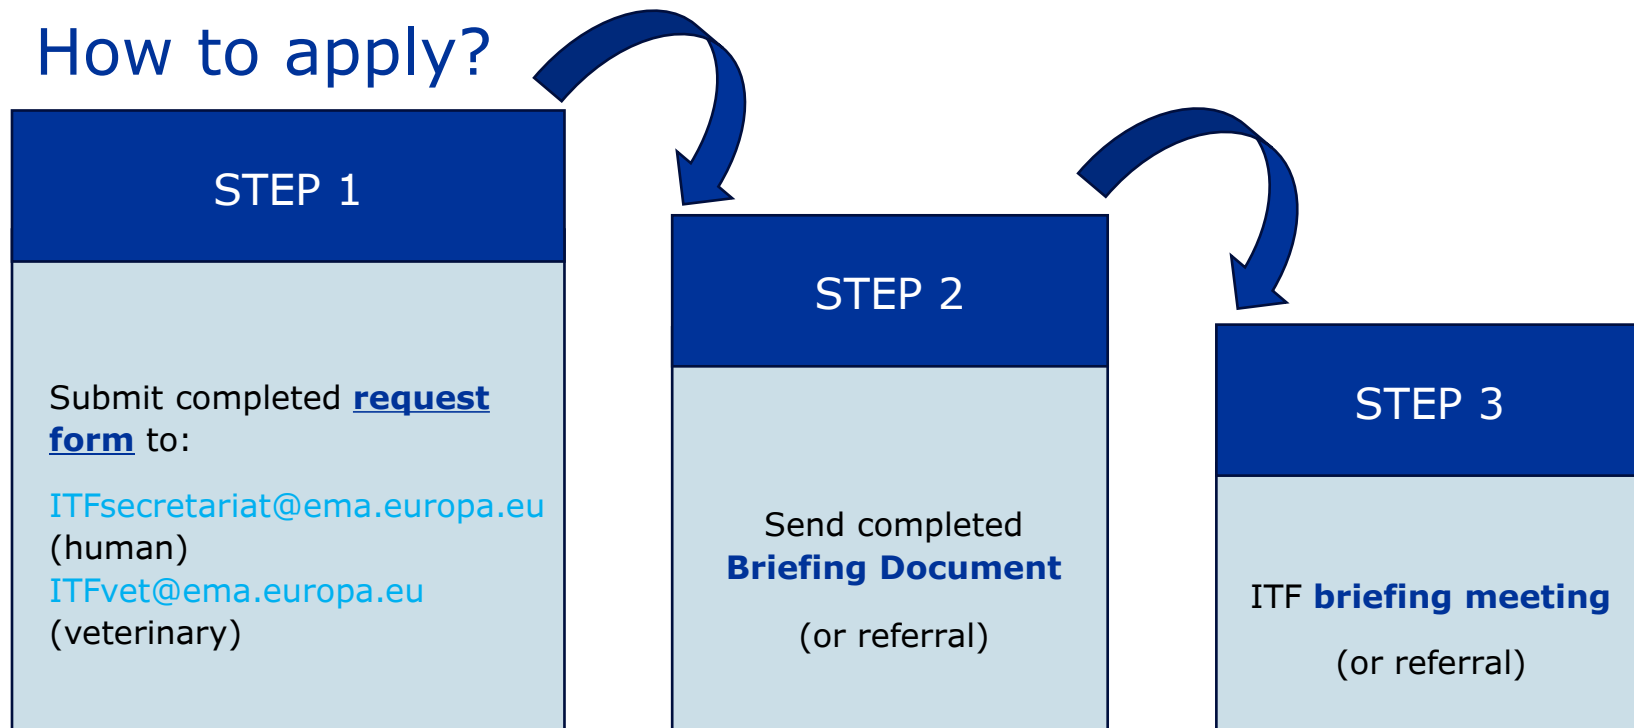 How to apply?
STEP 1
Submit completed request
form to:
ITFsecretariat@ema.europa.eu
(human)
ITFvet@ema.europa.eu
(veterinary)
STEP 2
Send completed
Briefing Document
(or referral)
STEP 3
ITF briefing meeting
(or referral)